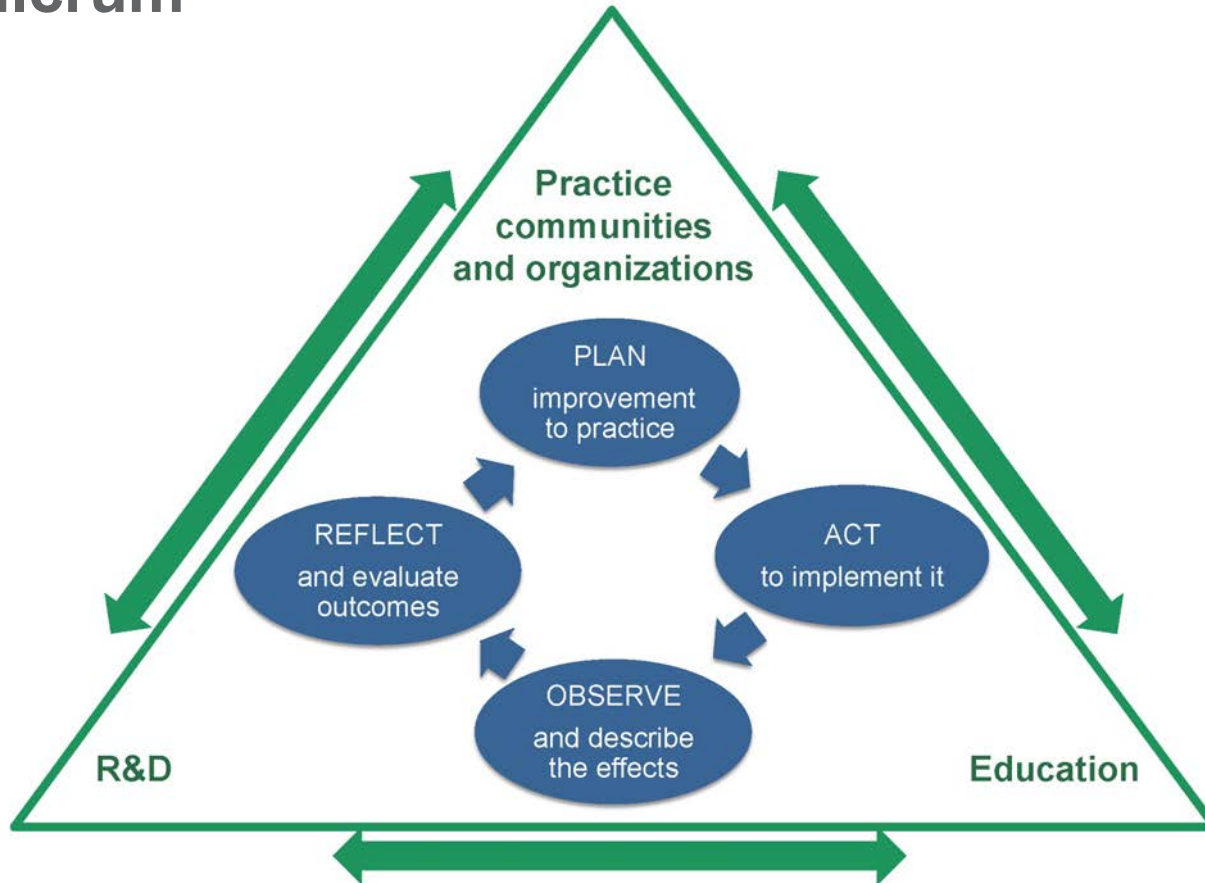 Practice
communities
and organizations
PLAN
improvement
to practice
REFLECT
and evaluate
outcomes
ACT
to implement it
OBSERVE
and describe
the effects
R&D
Education